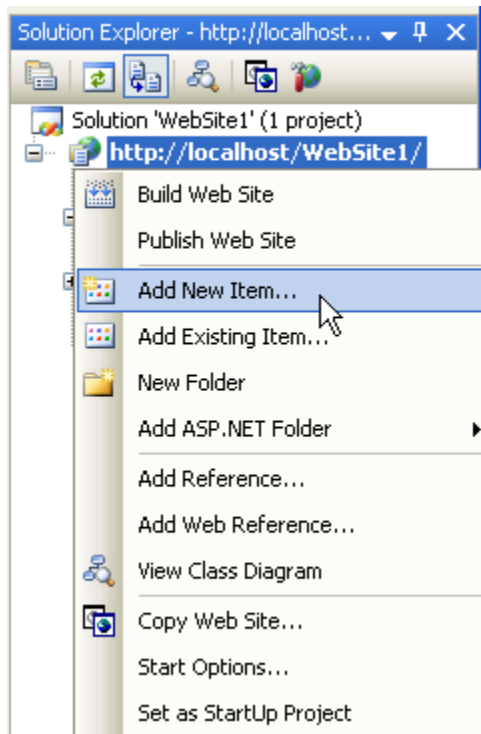 Solution Explorer - http://localhost...
Solution 'WebSite1' (1 project)
http://localhost/WebSite1/
Build Web Site
Publish Web Site
Add New Item...
Add Existing Item...
New Folder
Add ASP.NET Folder
Add Reference...
Add Web Reference...
View Class Diagram
Copy Web Site...
Start Options...
Set as StartUp Project